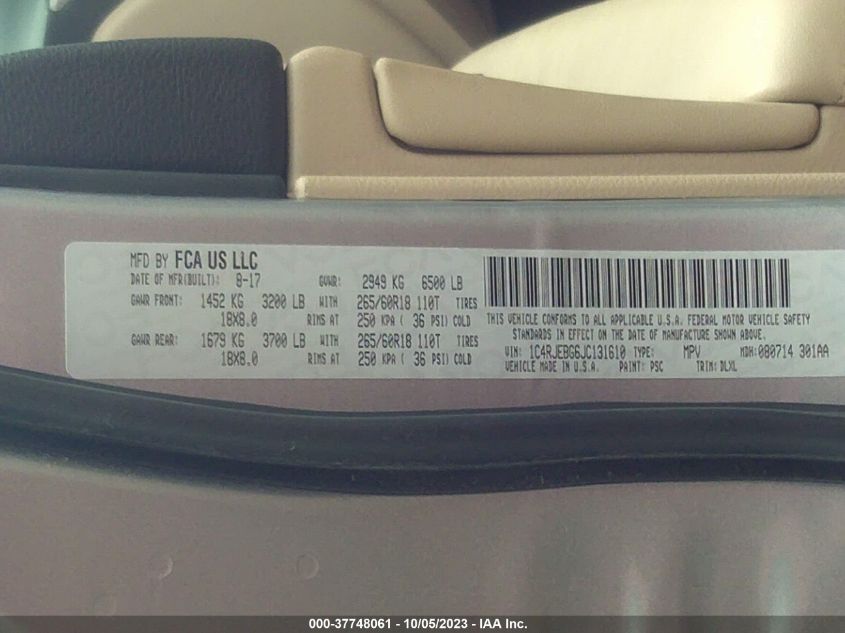 MFD BY FCA US LLC
DATE OF MFR(BUILT): 8-17 GVWR: 2949 KG 6500 LB
GAWR FRONT: 1452 KG 3200 LB WITH 265/60R18 110T TIRES
18X8.0 RIMS AT 250 KPA ( 36 PSI) COLD
GAWR REAR: 1679 KG 3700 LB WITH 265/60R18 110T TIRES
18X8.0 RIMS AT 250 KPA ( 36 PSI) COLD
THIS VEHICLE CONFORMS TO ALL APPLICABLE U.S.A. FEDERAL MOTOR VEHICLE SAFETY
STANDARDS IN EFFECT ON THE DATE OF MANUFACTURE SHOWN ABOVE.
VIN: 1C4RJEBG6JC131610 TYPE: MPV MDH: 080714 301AA
VEHICLE MADE IN U.S.A. PAINT: PSC TRIM: DLXL
000-37748061 - 10/05/2023 - IAA Inc.